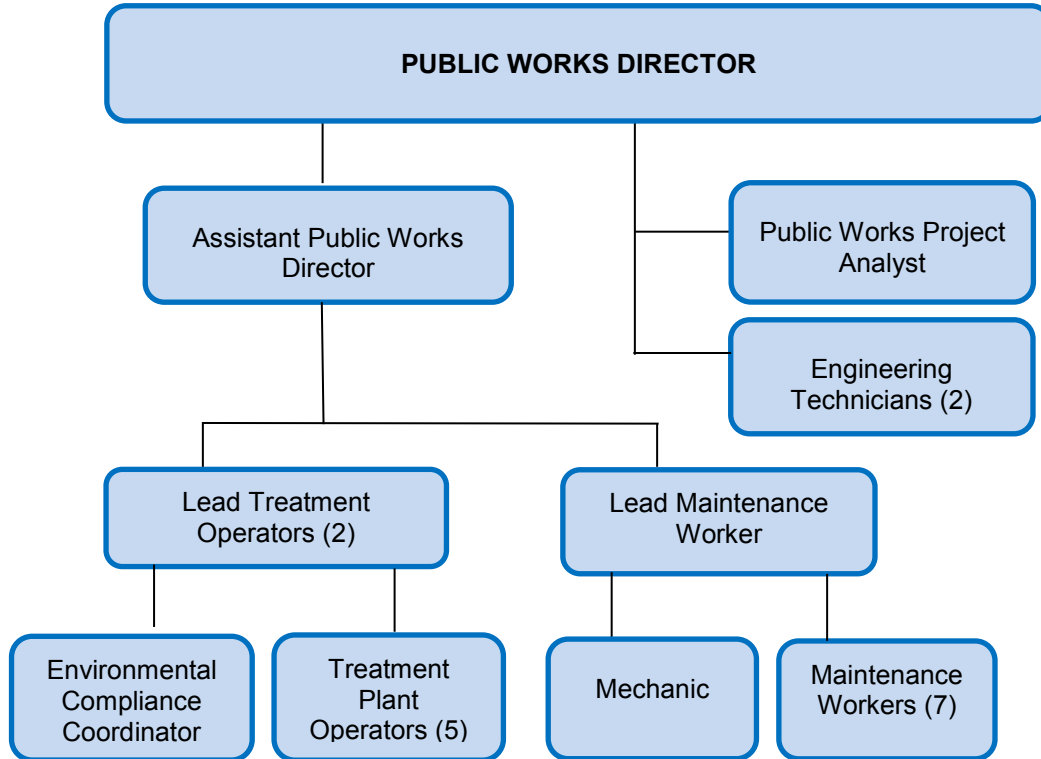 PUBLIC WORKS DIRECTOR
Assistant Public Works
Director
Public Works Project
Analyst
Engineering
Technicians (2)
Lead Treatment
Operators (2)
Lead Maintenance
Worker
Environmental
Compliance
Coordinator
Treatment
Plant
Operators (5)
Mechanic
Maintenance
Workers (7)